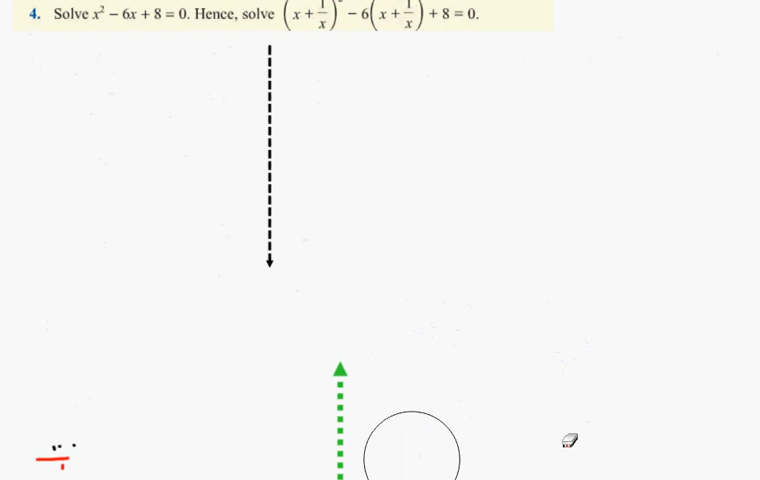 4. Solve x² – 6x + 8 = 0. Hence, solve (x + 1/x)² – 6(x + 1/x) + 8 = 0.